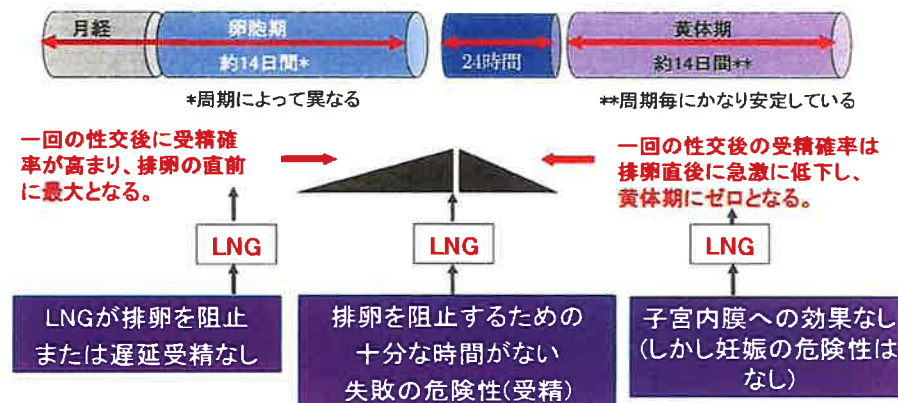 月経
卵胞期
約14日間*
24時間
黄体期
約14日間**
*周期によって異なる
**周期毎にかなり安定している
一回の性交後に受精確
率が高まり、排卵の直前
に最大となる。
一回の性交後の受精確率は
排卵直後に急激に低下し、
黄体期にゼロとなる。
LNG
LNG
LNG
LNGが排卵を阻止
または遅延受精なし
排卵を阻止するための
十分な時間がない
失敗の危険性(受精)
子宮内膜への効果なし
(しかし妊娠の危険性は
なし)